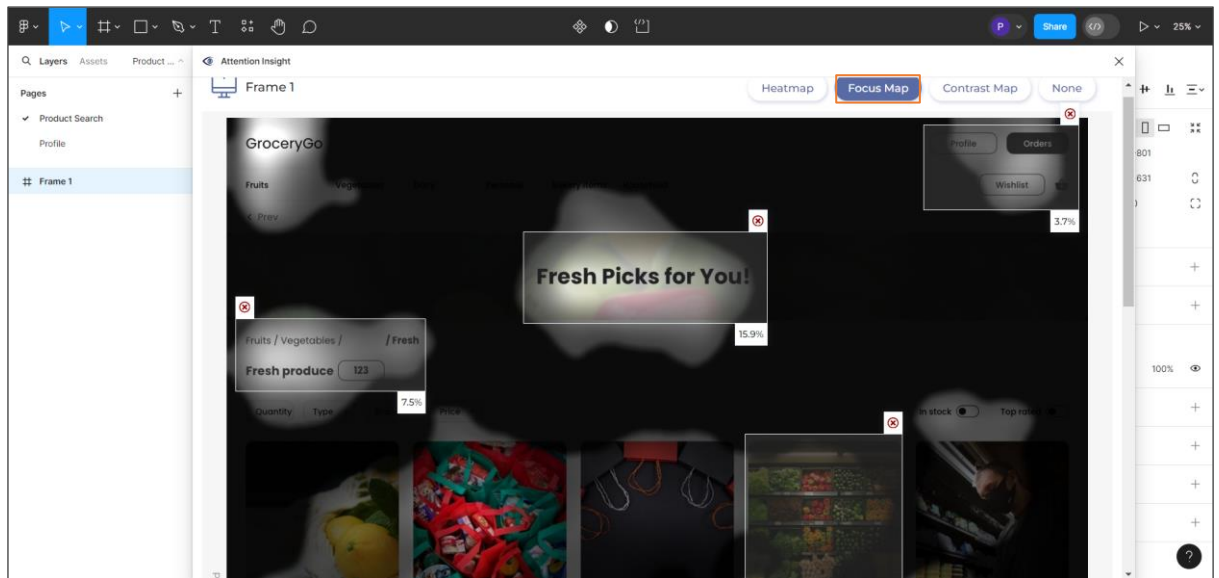 P
Share
25%
Layers Assets Product ...
Attention Insight
Pages
Frame 1
Heatmap Focus Map Contrast Map None
Product Search
Profile
Frame 1
GroceryGo
Profile Orders
801
Fruits Vegetables Dairy
Wishlist
631
Prev
3.7%
Fresh Picks for You!
15.9%
Fruits / Vegetables / / Fresh
Fresh produce 123
100%
7.5%
Quantity Type Price
In stock Top rated
?